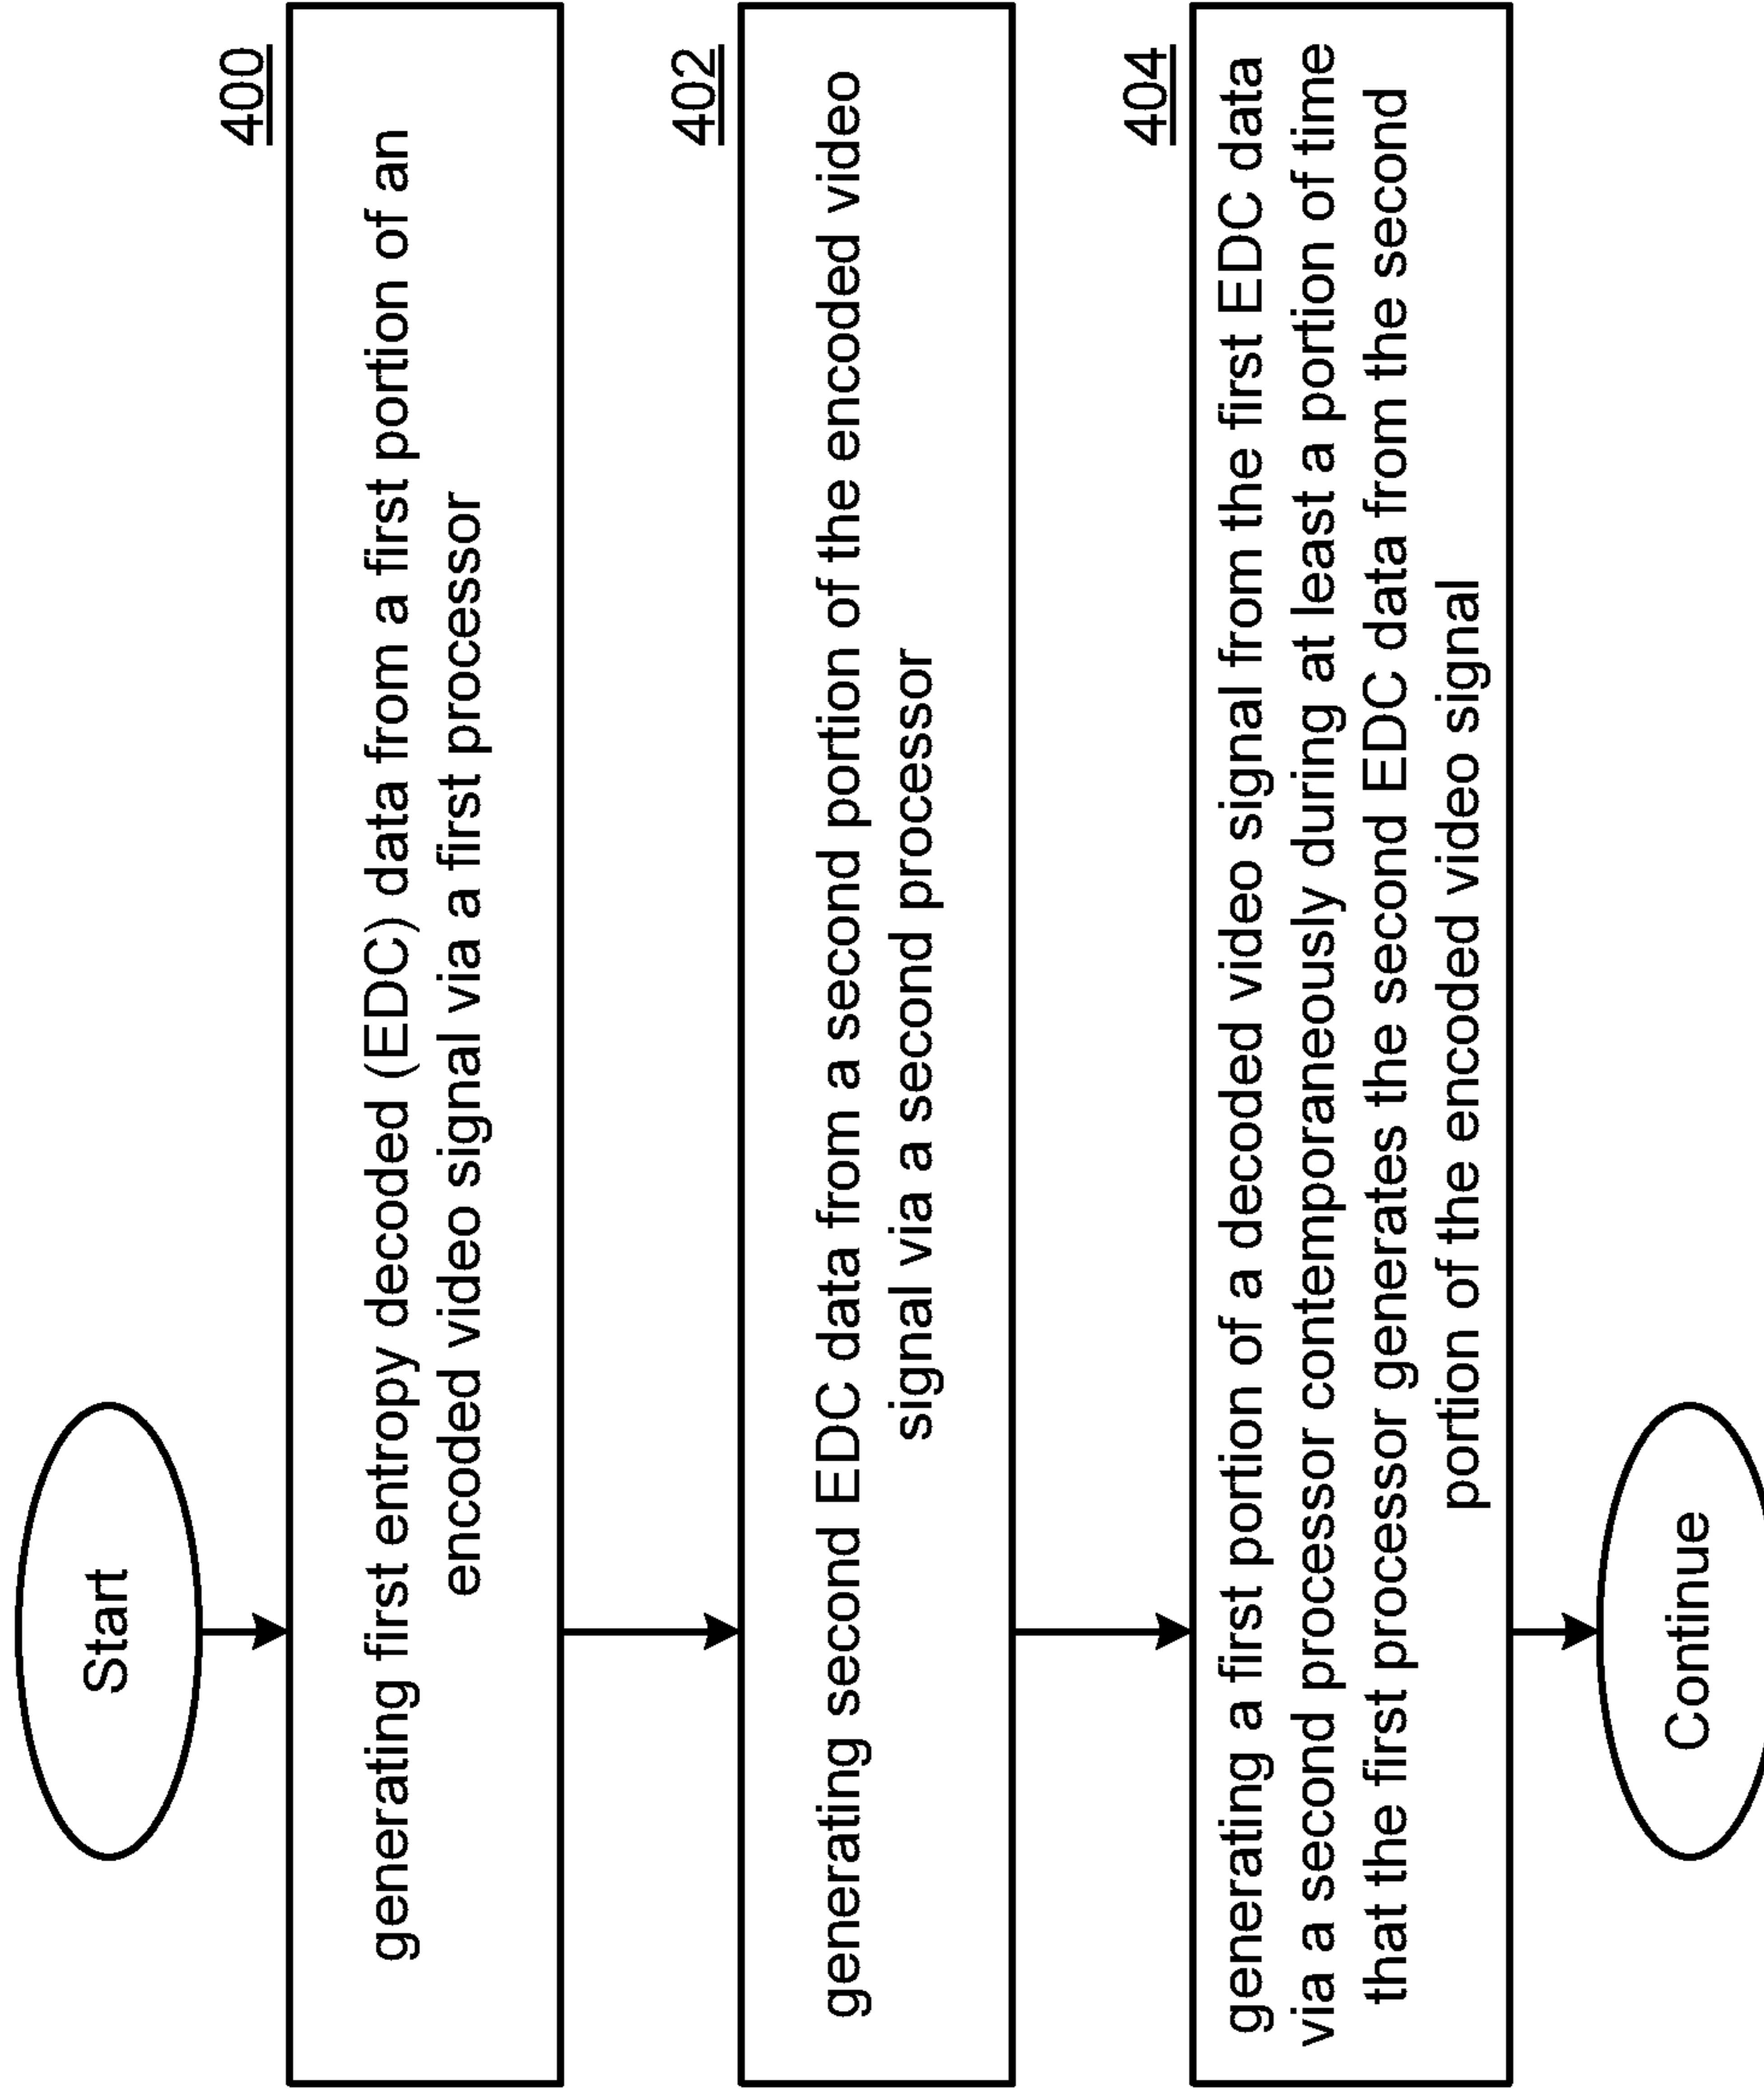 Start
400
generating first entropy decoded (EDC) data from a first portion of an
encoded video signal via a first processor
402
generating second EDC data from a second portion of the encoded video
signal via a second processor
404
generating a first portion of a decoded video signal from the first EDC data
via a second processor contemporaneously during at least a portion of time
that the first processor generates the second EDC data from the second
portion of the encoded video signal
Continue